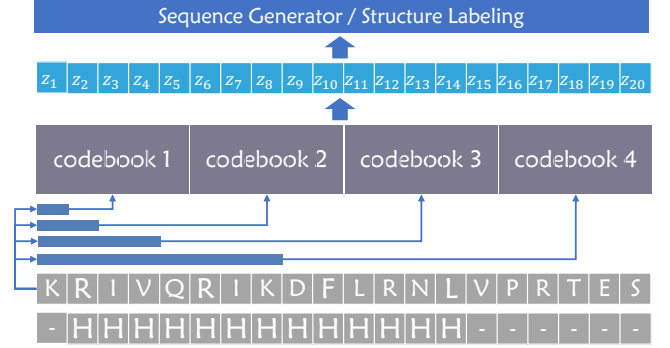 Sequence Generator / Structure Labeling
z₁ z₂ z₃ z₄ z₅ z₆ z₇ z₈ z₉ z₁₀ z₁₁ z₁₂ z₁₃ z₁₄ z₁₅ z₁₆ z₁₇ z₁₈ z₁₉ z₂₀
codebook 1 codebook 2 codebook 3 codebook 4
K R I V Q R I K D F L R N L V P R T E S
- H H H H H H H H H H H H H - - - - - -